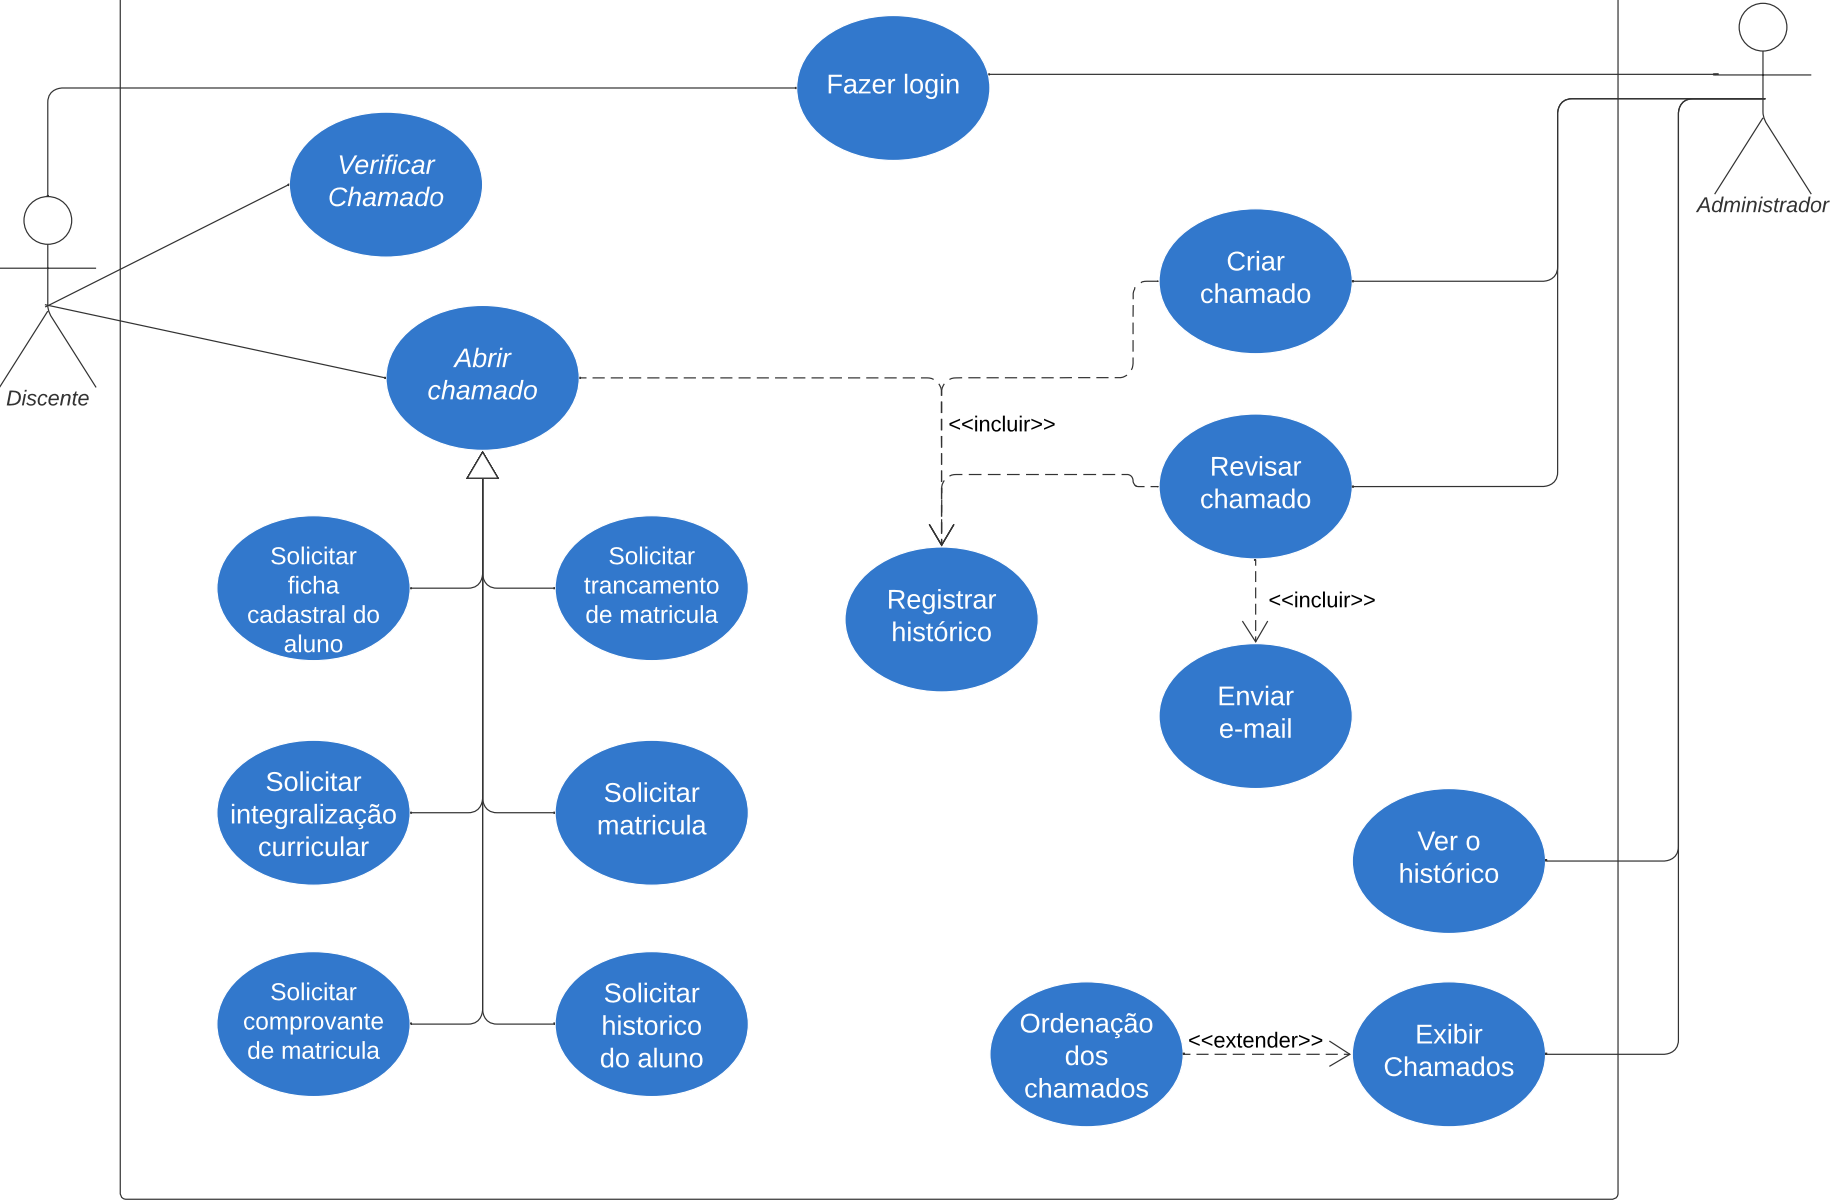 Fazer login
Verificar
Chamado
Administrador
Criar
chamado
Abrir
chamado
Discente
<<incluir>>
Revisar
chamado
Solicitar
ficha
cadastral do
aluno
Solicitar
trancamento
de matricula
Registrar
histórico
<<incluir>>
Enviar
e-mail
Solicitar
integralização
curricular
Solicitar
matricula
Ver o
histórico
Solicitar
comprovante
de matricula
Solicitar
historico
do aluno
Ordenação
dos
chamados
<<extender>>
Exibir
Chamados